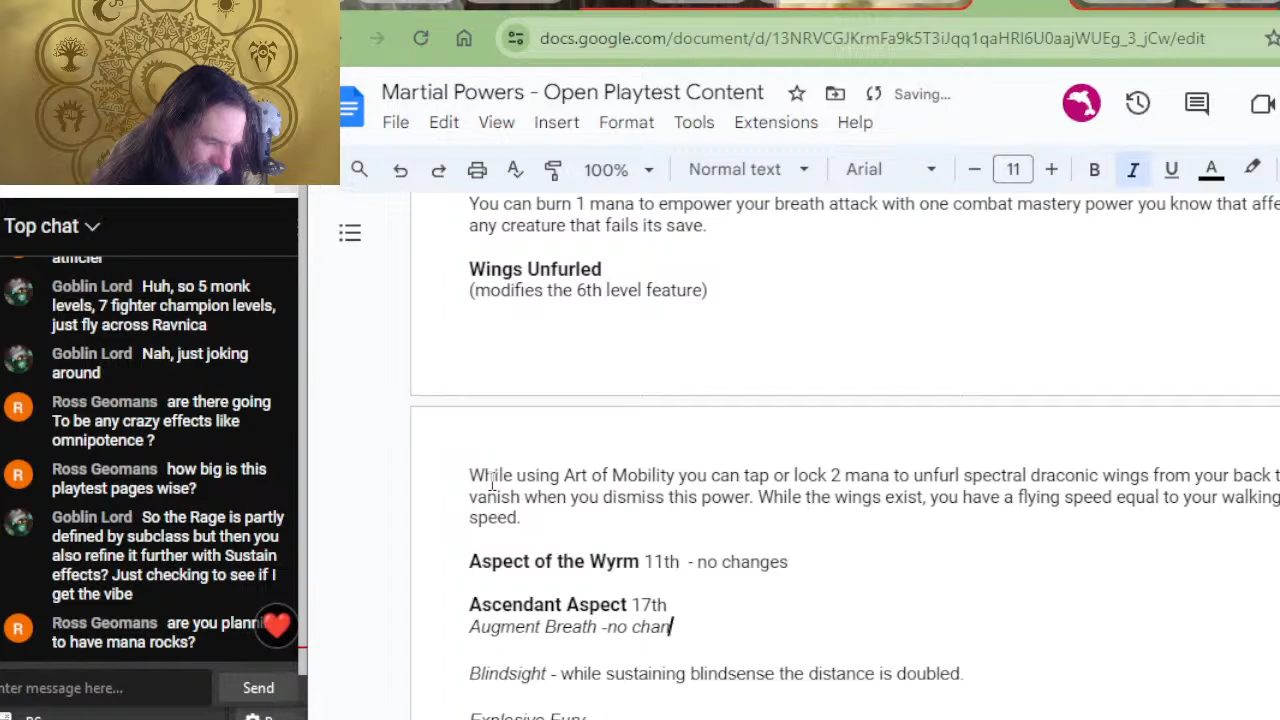 docs.google.com/document/d/13NRVCGJKrmFa9k5T3iJqq1qaHRl6U0aajWUEg_3_jCw/edit
Martial Powers - Open Playtest Content
Saving...
File Edit View Insert Format Tools Extensions Help
100% Normal text Arial 11 B I U A
Top chat
atificier
Goblin Lord Huh, so 5 monk
levels, 7 fighter champion levels,
just fly across Ravnica
Goblin Lord Nah, just joking
around
R Ross Geomans are there going
To be any crazy effects like
omnipotence ?
R Ross Geomans how big is this
playtest pages wise?
Goblin Lord So the Rage is partly
defined by subclass but then you
also refine it further with Sustain
effects? Just checking to see if I
get the vibe
R Ross Geomans are you planni
to have mana rocks?
nter message here...
Send
You can burn 1 mana to empower your breath attack with one combat mastery power you know that affe
any creature that fails its save.
Wings Unfurled
(modifies the 6th level feature)
While using Art of Mobility you can tap or lock 2 mana to unfurl spectral draconic wings from your back t
vanish when you dismiss this power. While the wings exist, you have a flying speed equal to your walking
speed.
Aspect of the Wyrm 11th - no changes
Ascendant Aspect 17th
Augment Breath -no chan
Blindsight - while sustaining blindsense the distance is doubled.
Explosive Fury